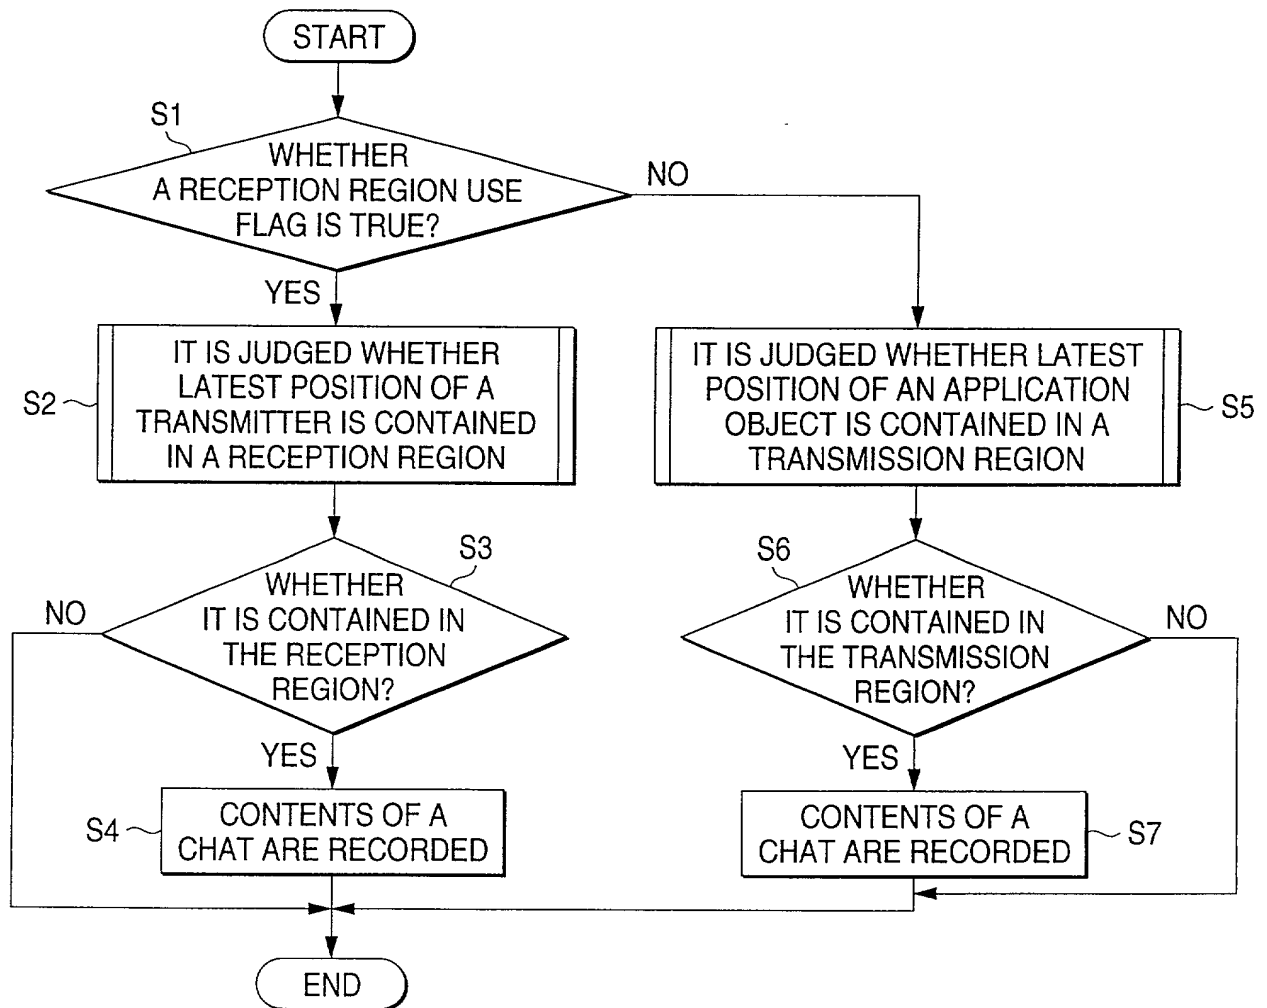 START
S1
WHETHER
A RECEPTION REGION USE
FLAG IS TRUE?
NO
YES
S2
IT IS JUDGED WHETHER
LATEST POSITION OF A
TRANSMITTER IS CONTAINED
IN A RECEPTION REGION
IT IS JUDGED WHETHER LATEST
POSITION OF AN APPLICATION
OBJECT IS CONTAINED IN A
TRANSMISSION REGION
S5
S3
WHETHER
IT IS CONTAINED IN
THE RECEPTION
REGION?
NO
YES
S6
WHETHER
IT IS CONTAINED IN
THE TRANSMISSION
REGION?
NO
YES
S4
CONTENTS OF A
CHAT ARE RECORDED
CONTENTS OF A
CHAT ARE RECORDED
S7
END